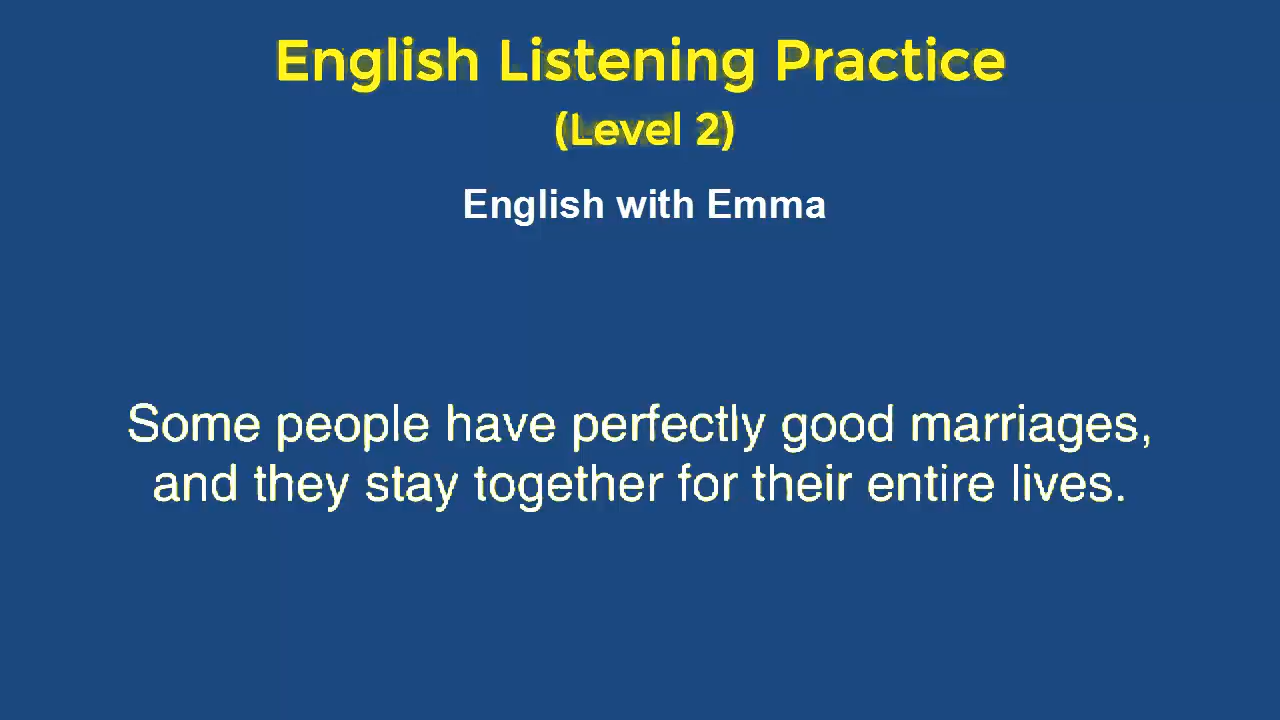 English Listening Practice
(Level 2)
English with Emma
Some people have perfectly good marriages,
and they stay together for their entire lives.